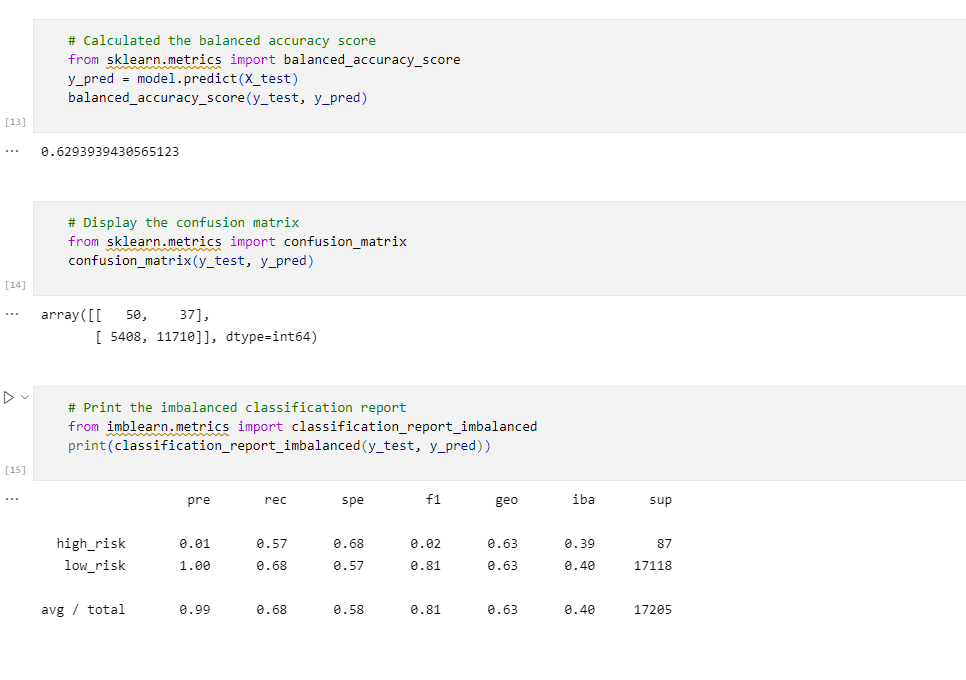 # Calculated the balanced accuracy score
from sklearn.metrics import balanced_accuracy_score
y_pred = model.predict(X_test)
balanced_accuracy_score(y_test, y_pred)
[13]
... 0.6293939430565123
# Display the confusion matrix
from sklearn.metrics import confusion_matrix
confusion_matrix(y_test, y_pred)
[14]
... array([[   50,    37],
       [ 5408, 11710]], dtype=int64)
# Print the imbalanced classification report
from imblearn.metrics import classification_report_imbalanced
print(classification_report_imbalanced(y_test, y_pred))
[15]
... pre rec spe f1 geo iba sup
high_risk 0.01 0.57 0.68 0.02 0.63 0.39 87
low_risk 1.00 0.68 0.57 0.81 0.63 0.40 17118
avg / total 0.99 0.68 0.58 0.81 0.63 0.40 17205